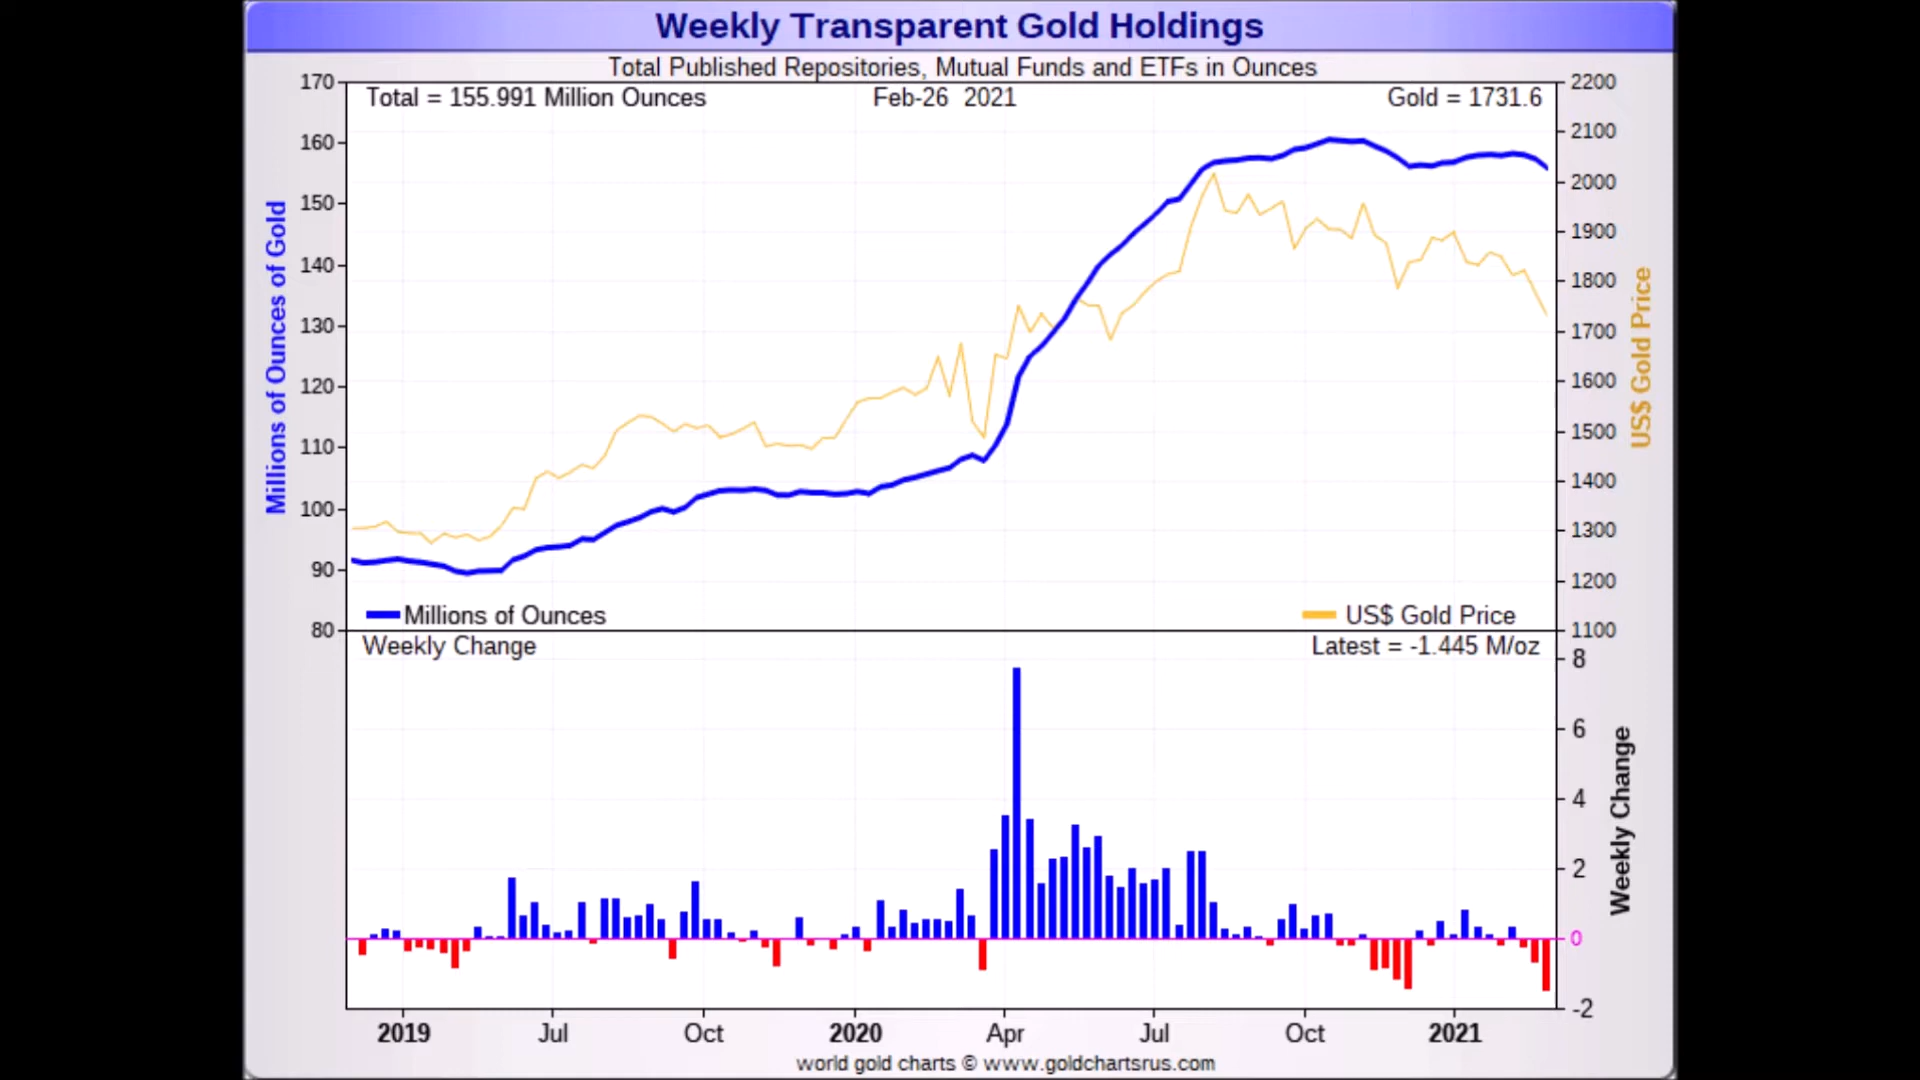 Weekly Transparent Gold Holdings
Total Published Repositories, Mutual Funds and ETFs in Ounces
Total = 155.991 Million Ounces
Feb-26 2021
Gold = 1731.6
170
160
150
140
130
120
110
100
90
80
Millions of Ounces of Gold
2200
2100
2000
1900
1800
1700
1600
1500
1400
1300
1200
1100
US$ Gold Price
Millions of Ounces
US$ Gold Price
Weekly Change
Latest = -1.445 M/oz
8
6
4
2
0
-2
Weekly Change
2019
Jul
Oct
2020
Apr
Jul
Oct
2021
world gold charts © www.goldchartsrus.com